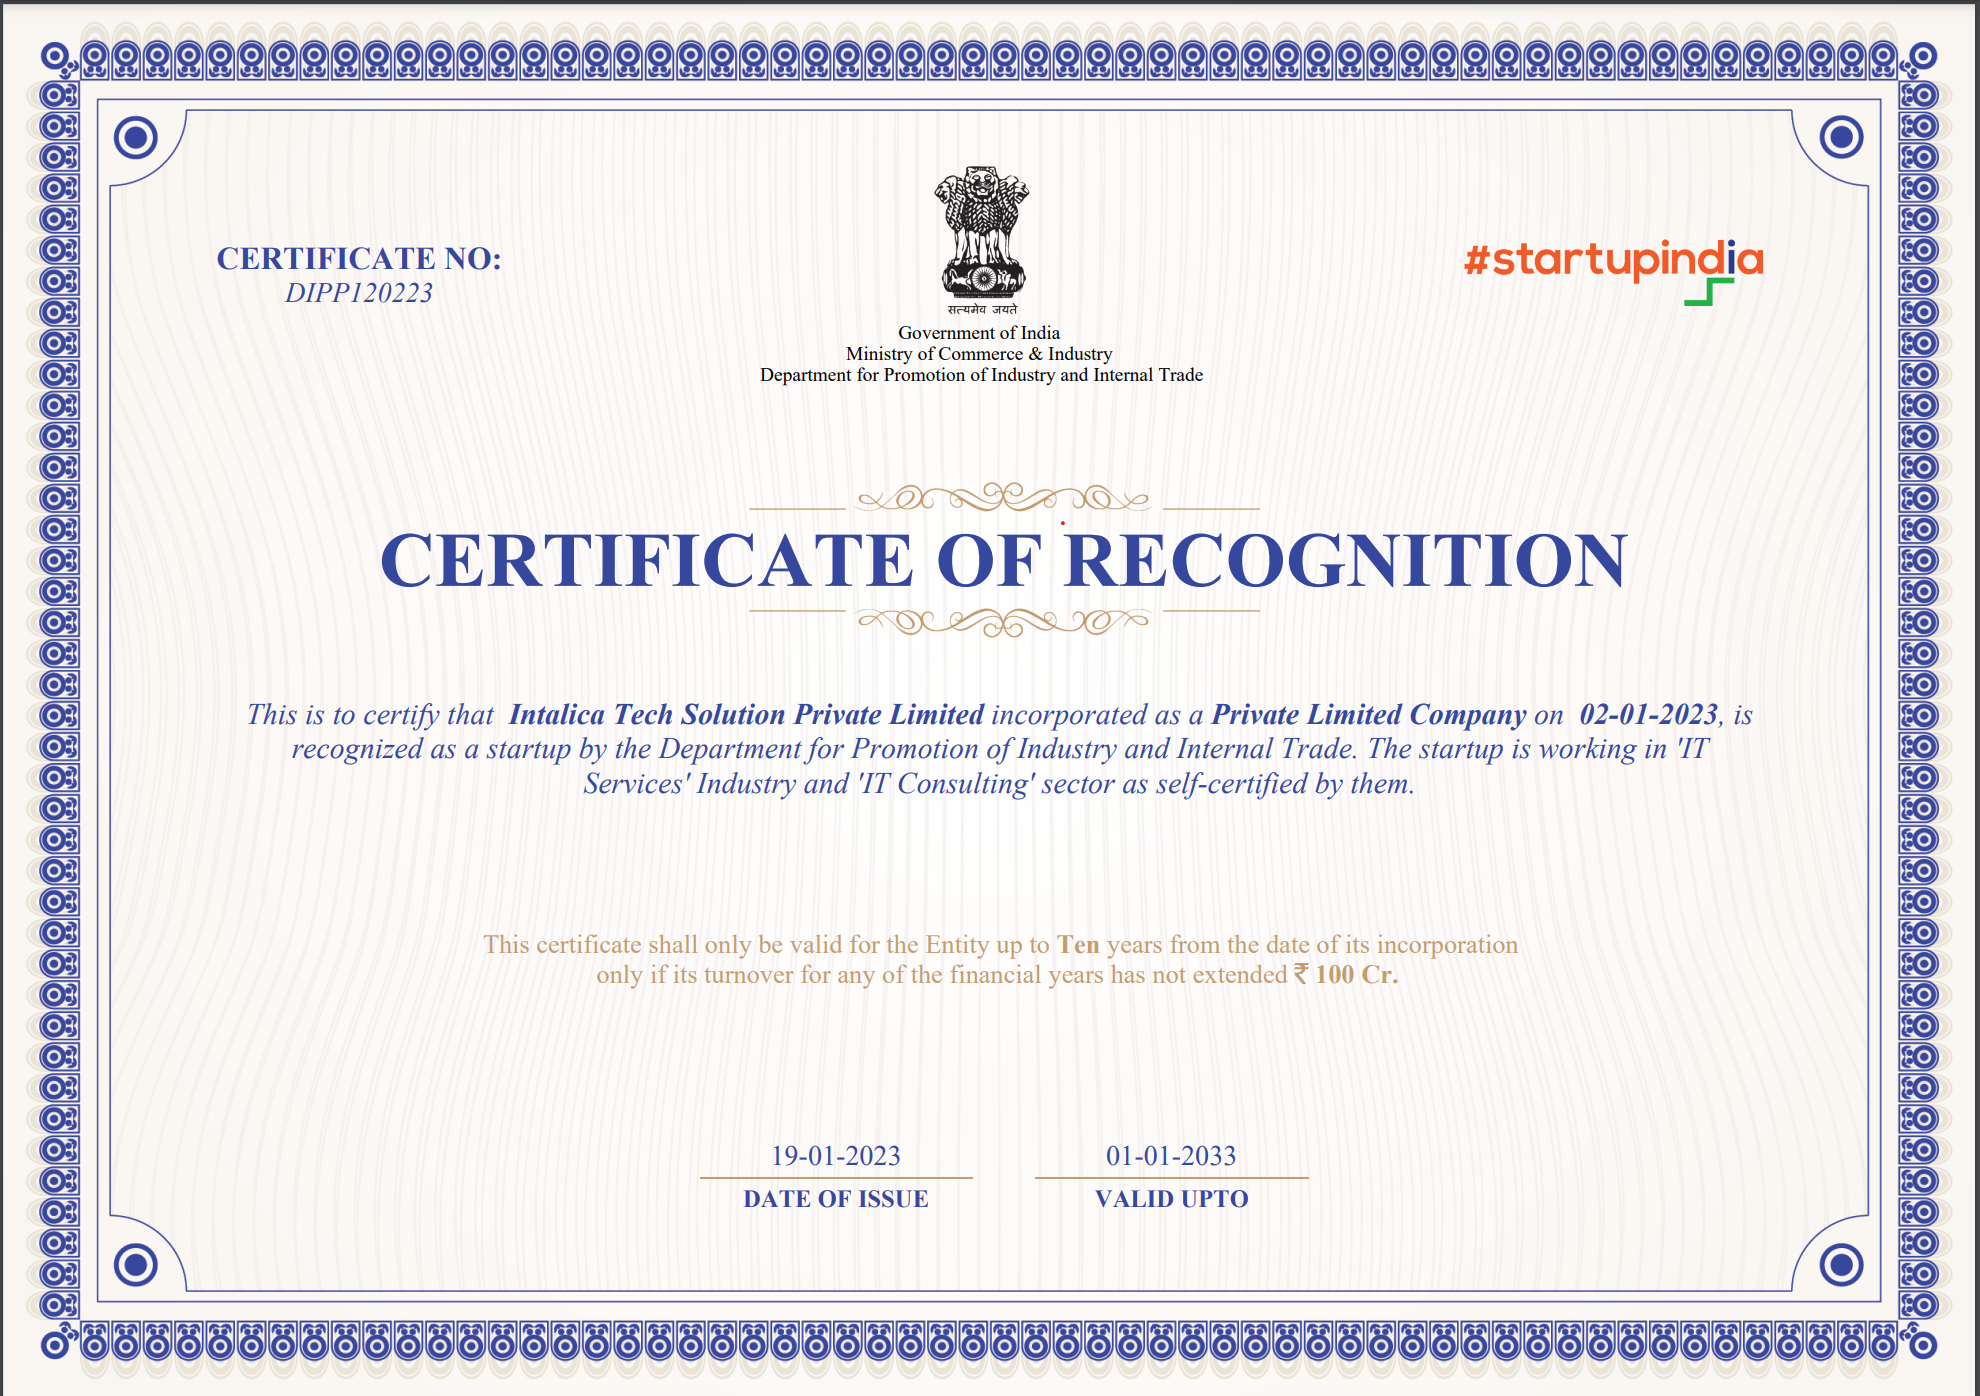 CERTIFICATE NO:
DIPP120223
#startupindia
सत्यमेव जयते
Government of India
Ministry of Commerce & Industry
Department for Promotion of Industry and Internal Trade
CERTIFICATE OF RECOGNITION
This is to certify that Intalica Tech Solution Private Limited incorporated as a Private Limited Company on 02-01-2023, is
recognized as a startup by the Department for Promotion of Industry and Internal Trade. The startup is working in 'IT
Services' Industry and 'IT Consulting' sector as self-certified by them.
This certificate shall only be valid for the Entity up to Ten years from the date of its incorporation
only if its turnover for any of the financial years has not extended ₹ 100 Cr.
19-01-2023
DATE OF ISSUE
01-01-2033
VALID UPTO